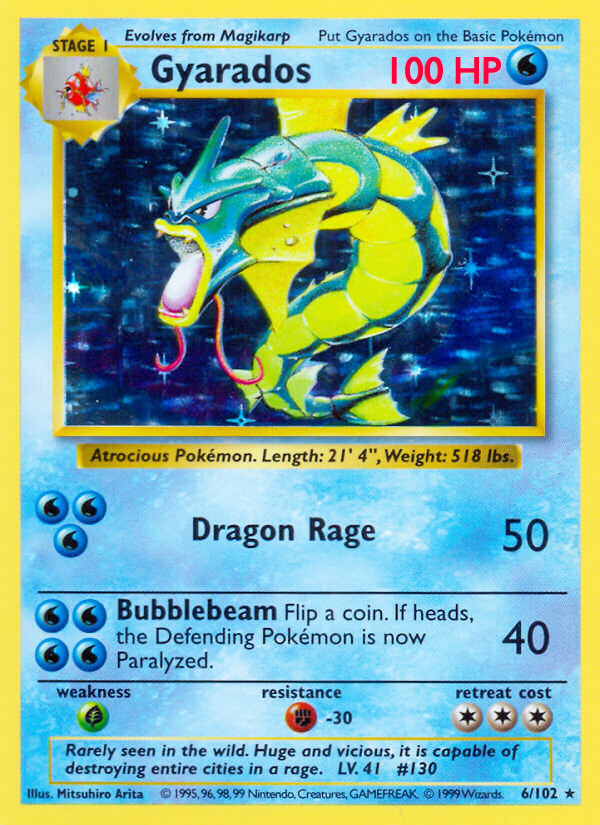 Evolves from Magikarp Put Gyarados on the Basic Pokémon
STAGE I
Gyarados 100 HP
Atrocious Pokémon. Length: 21' 4", Weight: 518 lbs.
Dragon Rage 50
Bubblebeam Flip a coin. If heads,
the Defending Pokémon is now
Paralyzed.
40
weakness resistance retreat cost
-30
Rarely seen in the wild. Huge and vicious, it is capable of
destroying entire cities in a rage. LV. 41 #130
Illus. Mitsuhiro Arita © 1995, 96, 98, 99 Nintendo, Creatures, GAMEFREAK. © 1999 Wizards. 6/102 ★